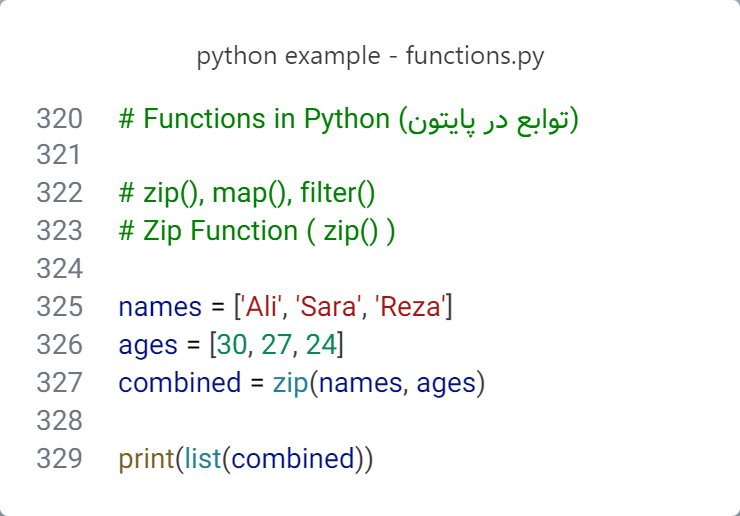 python example - functions.py
320 # Functions in Python (توابع در پایتون)
321
322 # zip(), map(), filter()
323 # Zip Function ( zip() )
324
325 names = ['Ali', 'Sara', 'Reza']
326 ages = [30, 27, 24]
327 combined = zip(names, ages)
328
329 print(list(combined))